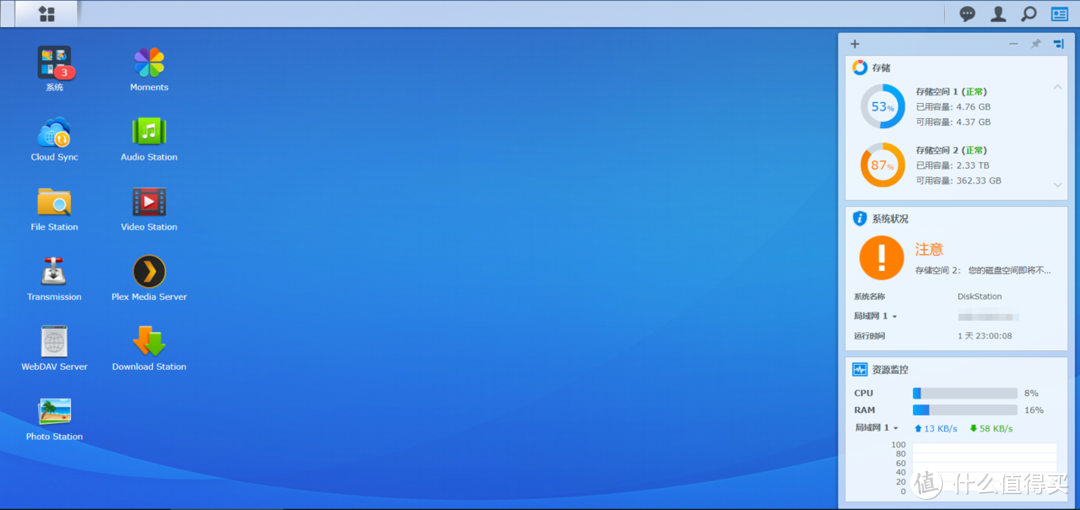 3
系统
Moments
Cloud Sync
Audio Station
File Station
Video Station
Transmission
Plex Media Server
WebDAV Server
Download Station
Photo Station
存储
53%
存储空间 1 (正常)
已用容量: 4.76 GB
可用容量: 4.37 GB
87%
存储空间 2 (正常)
已用容量: 2.33 TB
可用容量: 362.33 GB
系统状况
注意
存储空间 2： 您的磁盘空间即将不...
系统名称 DiskStation
局域网 1
运行时间 1 天 23:00:08
资源监控
CPU 8%
RAM 16%
局域网 1 13 KB/s 58 KB/s
100
80
60
40
20
0
值 什么值得买